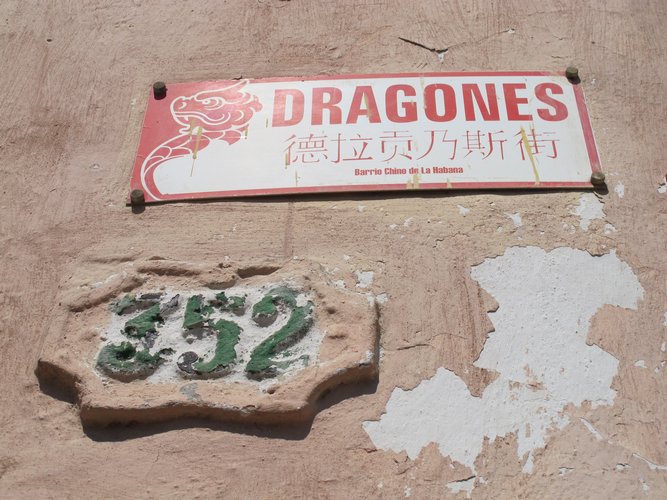 DRAGONES
德拉贡乃斯街
Barrio Chino de La Habana
352